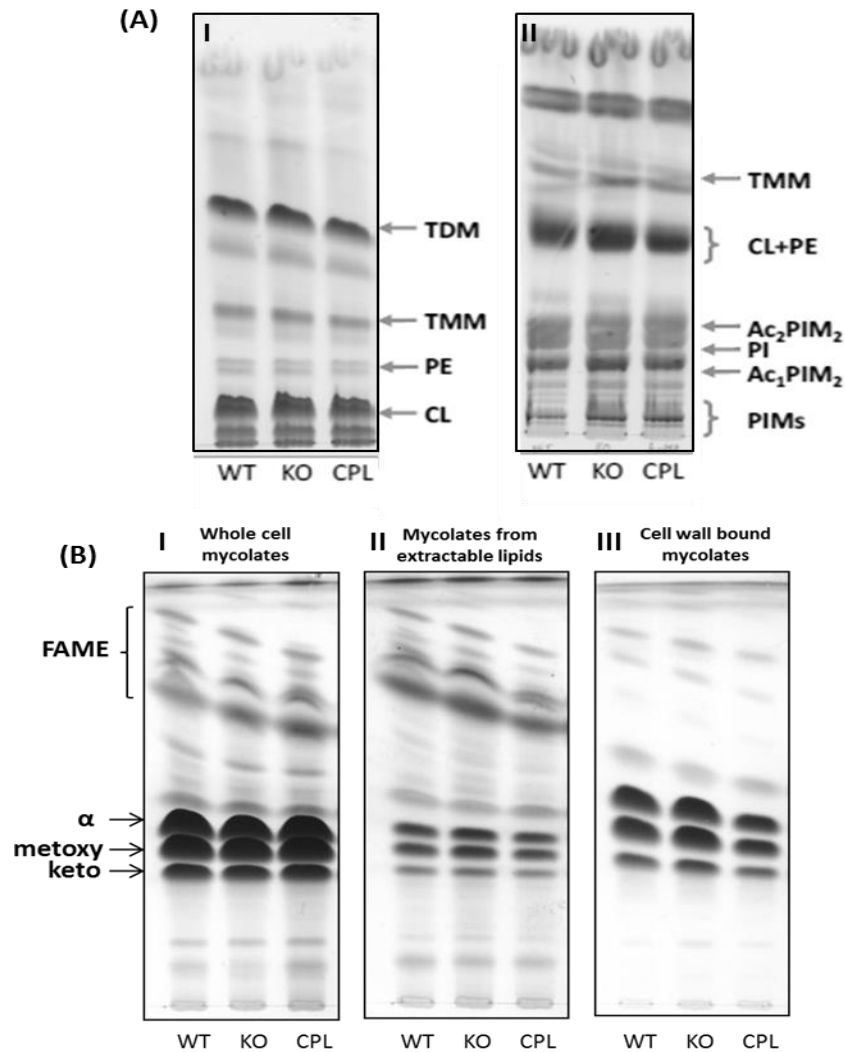 (A)
I
II
TDM
TMM
PE
CL
TMM
CL+PE
Ac₂PIM₂
PI
Ac₁PIM₂
PIMs
WT KO CPL
WT KO CPL
(B)
I
Whole cell
mycolates
II
Mycolates from
extractable lipids
III
Cell wall bound
mycolates
FAME
α
metoxy
keto
WT KO CPL
WT KO CPL
WT KO CPL